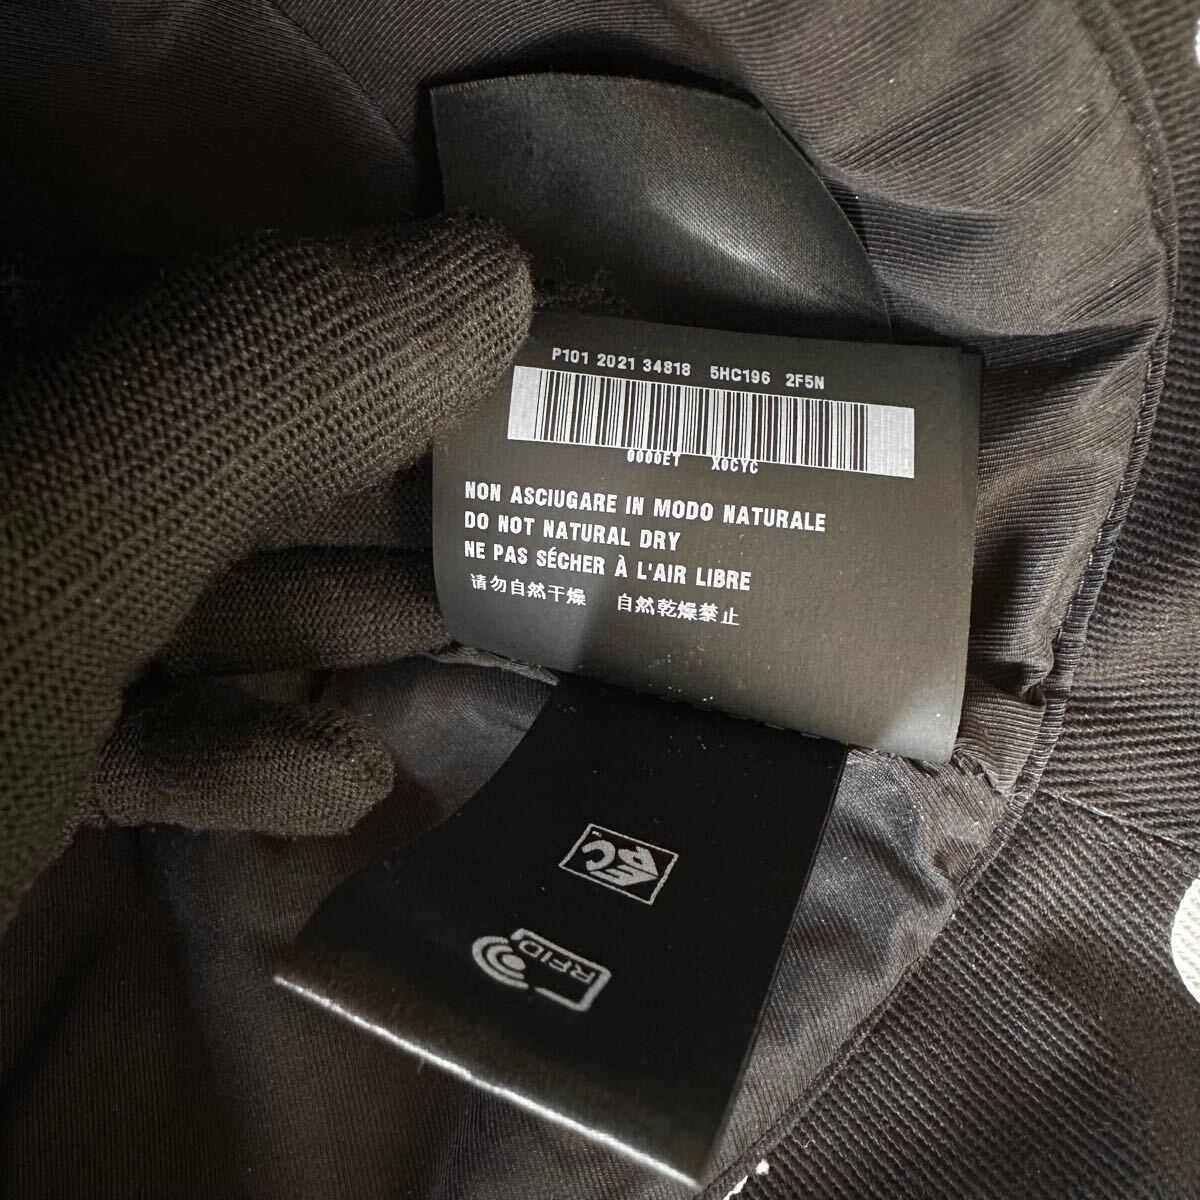 P101 2021 34818 5HC196 2F5N
0000ET X0CYC
NON ASCIUGARE IN MODO NATURALE
DO NOT NATURAL DRY
NE PAS SÉCHER À L'AIR LIBRE
请勿自然干燥 自然乾燥禁止
EPC™
RFID